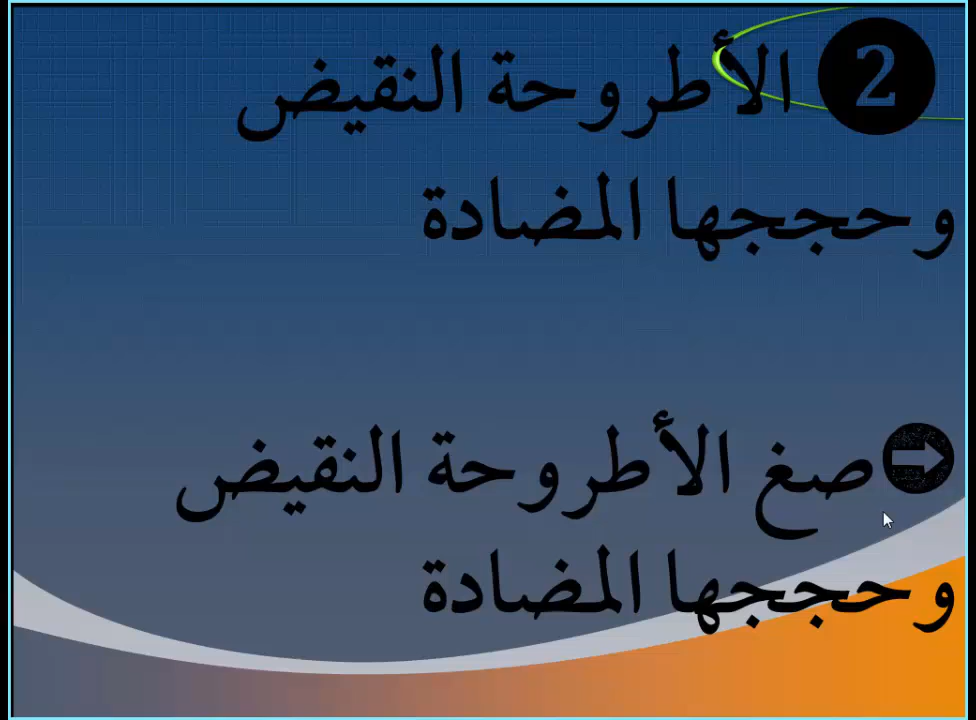 2 الأطروحة النقيض
وحججها المضادة
صغ الأطروحة النقيض
وحججها المضادة